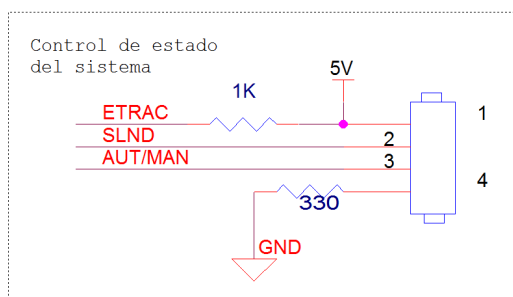 Control de estado
del sistema
5V
1K
ETRAC
1
SLND
2
AUT/MAN
3
4
330
GND